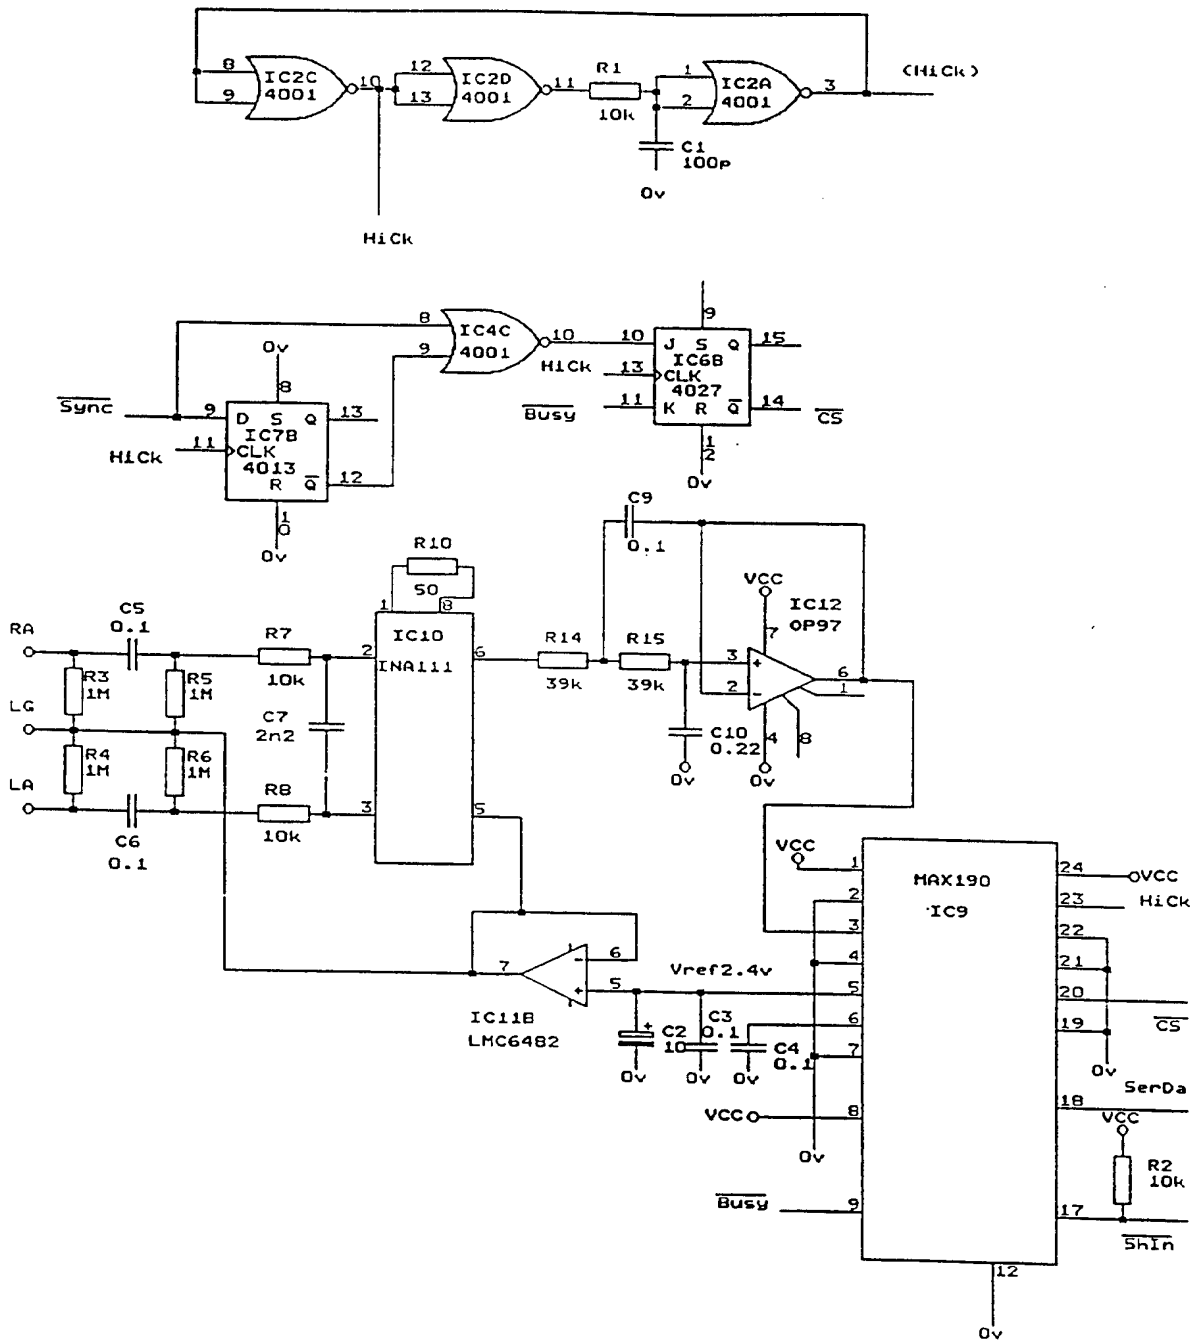 8 IC2C 10 12 IC2D 11 R1 1 IC2A 3 (HiCk)
9 4001 13 4001 10k 2 4001
C1
100p
0v
HiCk
9
8 IC4C 10 10 J S Q 15
0v 9 4001 HiCk 13 IC6B CLK
8 4027
Sync 9 D S Q 13 Busy 11 K R Q 14 CS
IC7B
HiCk 11 CLK
4013 12
R Q 12 0v
10
0v
C9
0.1
R10
50
1 8
VCC
IC12
OP97
7
C5
0.1
RA R7 2 IC10 6 R14 R15 3 + 6
INA111
R3 1M R5 1M 10k 39k 39k 2 - 1
LG C7 2n2 C10 0.22 4 8
R4 1M R6 1M 0v 0v
LA R8 3 5
C6 10k
0.1
VCC 1 MAX190 24 VCC
2 IC9 23 HiCk
3 22
6 - 4 21
7 Vref2.4v
5 + 5 20 CS
IC11B C2 + 10 C3 0.1 6 19
LMC6482 C4 0.1 7 0v
0v 0v 0v SerDa
VCC 8 18
VCC
0v R2
10k
Busy 9 17
ShIn
12
0v